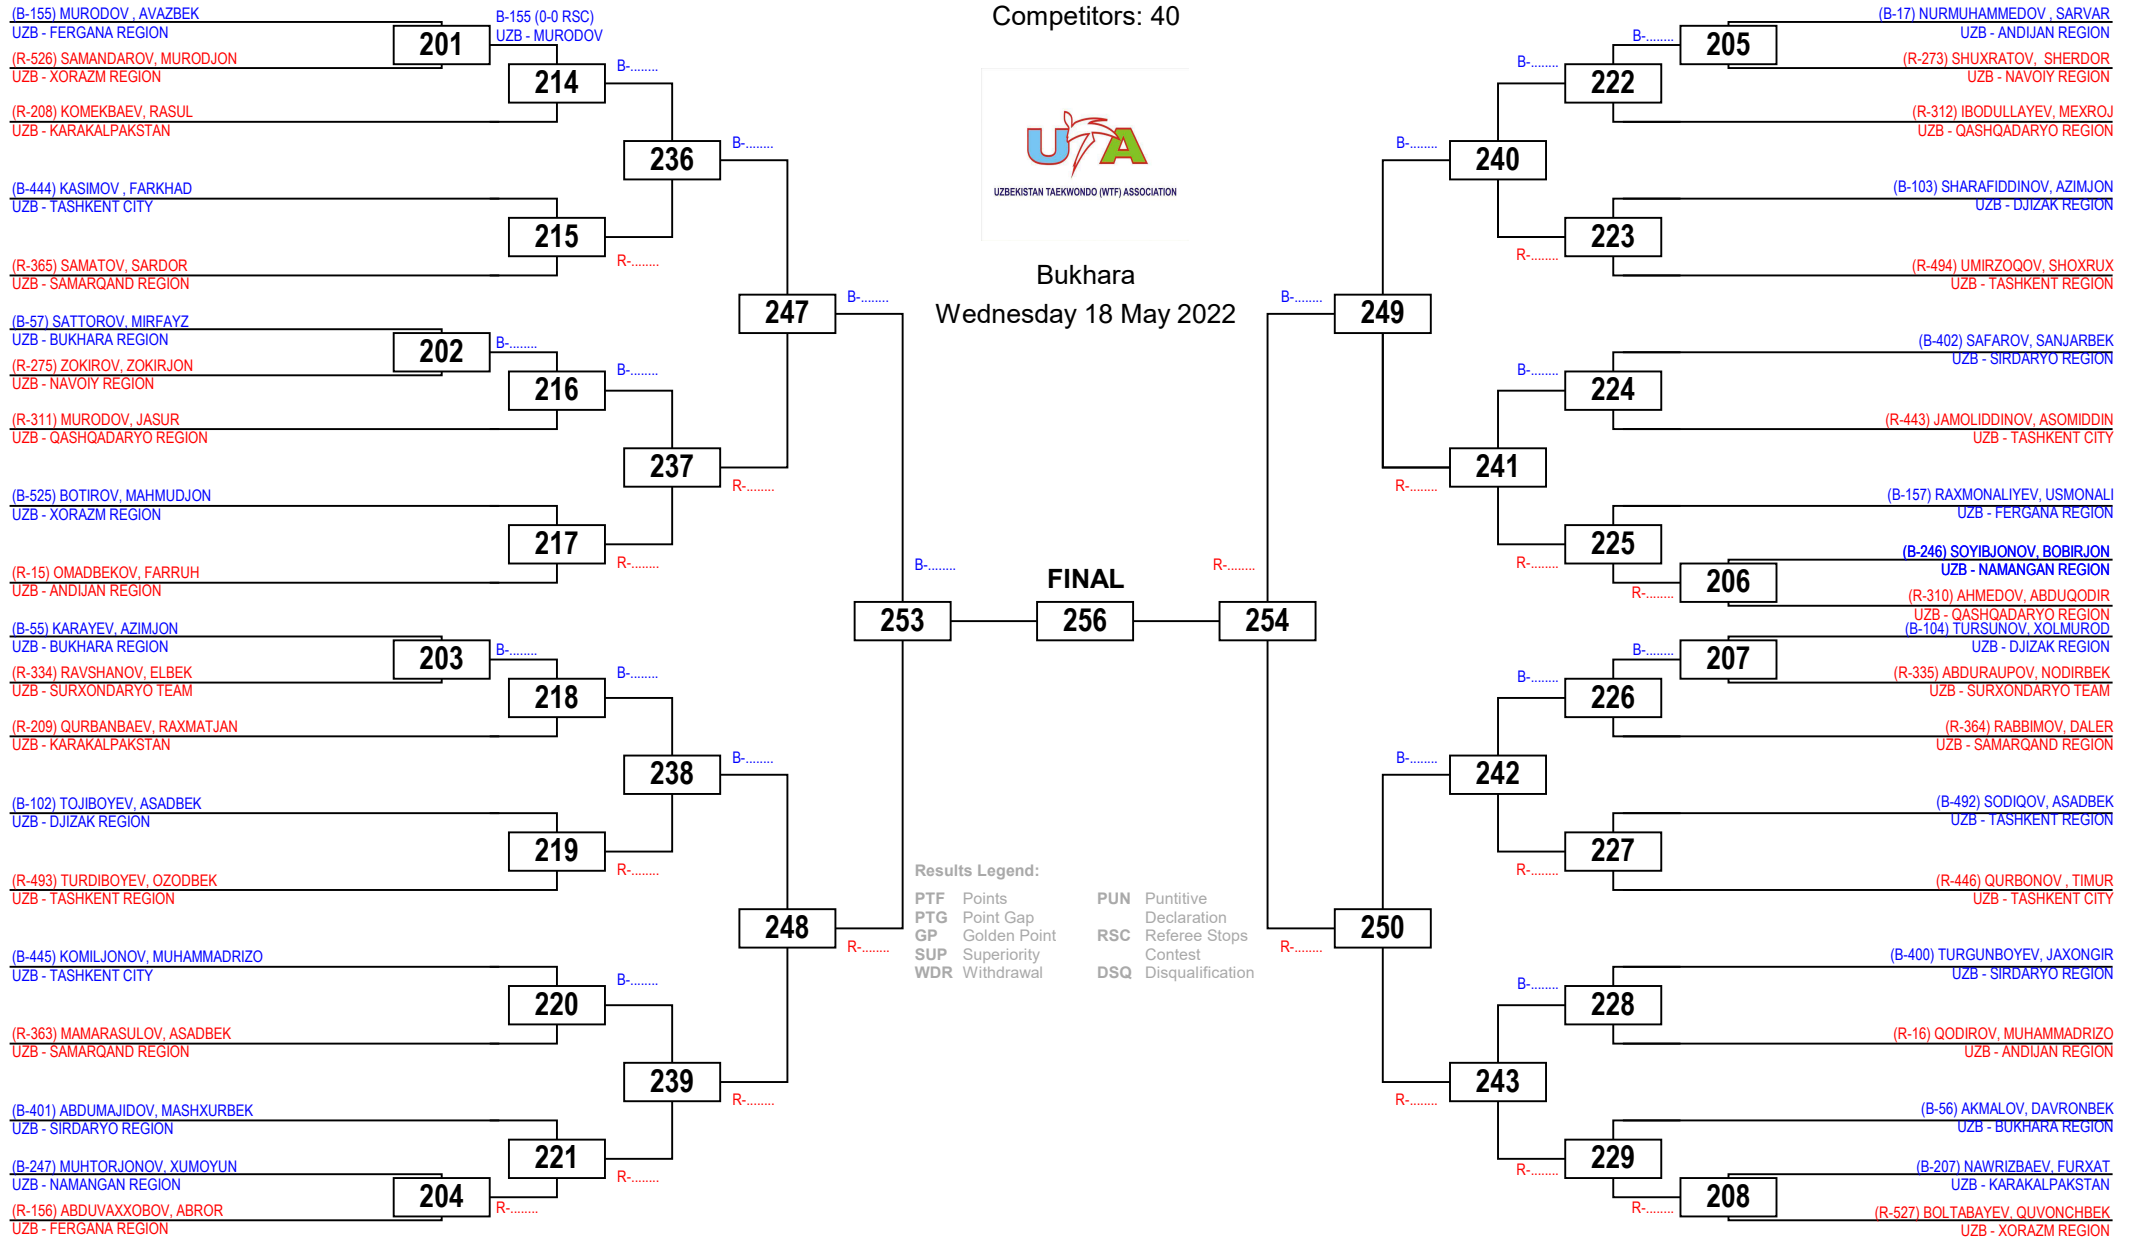 Competitors: 40
UTA
UZBEKISTAN TAEKWONDO (WTF) ASSOCIATION
Bukhara
Wednesday 18 May 2022
(B-155) MURODOV , AVAZBEK
UZB - FERGANA REGION
201
B-155 (0-0 RSC)
UZB - MURODOV
(R-526) SAMANDAROV, MURODJON
UZB - XORAZM REGION
214
B-........
(R-208) KOMEKBAEV, RASUL
UZB - KARAKALPAKSTAN
236
B-........
(B-444) KASIMOV , FARKHAD
UZB - TASHKENT CITY
215
R-........
(R-365) SAMATOV, SARDOR
UZB - SAMARQAND REGION
247
B-........
(B-57) SATTOROV, MIRFAYZ
UZB - BUKHARA REGION
202
B-........
(R-275) ZOKIROV, ZOKIRJON
UZB - NAVOIY REGION
216
B-........
(R-311) MURODOV, JASUR
UZB - QASHQADARYO REGION
237
R-........
(B-525) BOTIROV, MAHMUDJON
UZB - XORAZM REGION
217
R-........
(R-15) OMADBEKOV, FARRUH
UZB - ANDIJAN REGION
B-........
253
(B-55) KARAYEV, AZIMJON
UZB - BUKHARA REGION
203
B-........
(R-334) RAVSHANOV, ELBEK
UZB - SURXONDARYO TEAM
218
B-........
(R-209) QURBANBAEV, RAXMATJAN
UZB - KARAKALPAKSTAN
238
B-........
(B-102) TOJIBOYEV, ASADBEK
UZB - DJIZAK REGION
219
R-........
(R-493) TURDIBOYEV, OZODBEK
UZB - TASHKENT REGION
248
R-........
(B-445) KOMILJONOV, MUHAMMADRIZO
UZB - TASHKENT CITY
220
B-........
(R-363) MAMARASULOV, ASADBEK
UZB - SAMARQAND REGION
239
R-........
(B-401) ABDUMAJIDOV, MASHXURBEK
UZB - SIRDARYO REGION
221
R-........
(B-247) MUHTORJONOV, XUMOYUN
UZB - NAMANGAN REGION
204
R-........
(R-156) ABDUVAXXOBOV, ABROR
UZB - FERGANA REGION
FINAL
256
Results Legend:
PTF Points
PTG Point Gap
GP Golden Point
SUP Superiority
WDR Withdrawal
PUN Puntitive
Declaration
RSC Referee Stops
Contest
DSQ Disqualification
(B-17) NURMUHAMMEDOV , SARVAR
UZB - ANDIJAN REGION
205
B-........
(R-273) SHUXRATOV, SHERDOR
UZB - NAVOIY REGION
222
B-........
(R-312) IBODULLAYEV, MEXROJ
UZB - QASHQADARYO REGION
240
B-........
(B-103) SHARAFIDDINOV, AZIMJON
UZB - DJIZAK REGION
223
R-........
(R-494) UMIRZOQOV, SHOXRUX
UZB - TASHKENT REGION
249
B-........
(B-402) SAFAROV, SANJARBEK
UZB - SIRDARYO REGION
224
B-........
(R-443) JAMOLIDDINOV, ASOMIDDIN
UZB - TASHKENT CITY
241
R-........
(B-157) RAXMONALIYEV, USMONALI
UZB - FERGANA REGION
225
R-........
(B-246) SOYIBJONOV, BOBIRJON
UZB - NAMANGAN REGION
206
R-........
(R-310) AHMEDOV, ABDUQODIR
UZB - QASHQADARYO REGION
R-........
254
(B-104) TURSUNOV, XOLMUROD
UZB - DJIZAK REGION
207
B-........
(R-335) ABDURAUPOV, NODIRBEK
UZB - SURXONDARYO TEAM
226
B-........
(R-364) RABBIMOV, DALER
UZB - SAMARQAND REGION
242
B-........
(B-492) SODIQOV, ASADBEK
UZB - TASHKENT REGION
227
R-........
(R-446) QURBONOV , TIMUR
UZB - TASHKENT CITY
250
R-........
(B-400) TURGUNBOYEV, JAXONGIR
UZB - SIRDARYO REGION
228
B-........
(R-16) QODIROV, MUHAMMADRIZO
UZB - ANDIJAN REGION
243
R-........
(B-56) AKMALOV, DAVRONBEK
UZB - BUKHARA REGION
229
R-........
(B-207) NAWRIZBAEV, FURXAT
UZB - KARAKALPAKSTAN
208
R-........
(R-527) BOLTABAYEV, QUVONCHBEK
UZB - XORAZM REGION